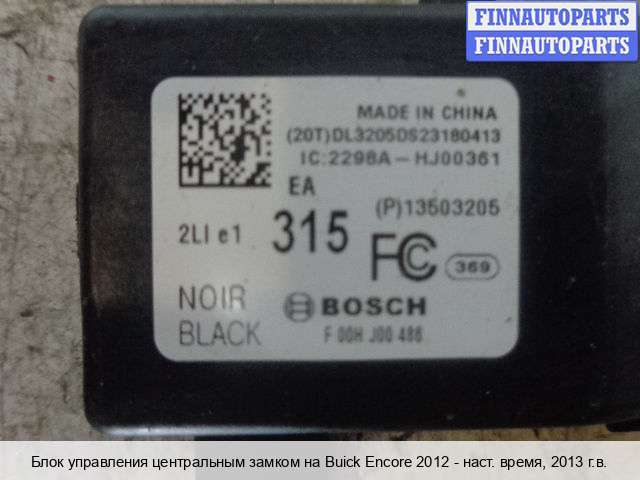 FINNAUTOPARTS
FINNAUTOPARTS
MADE IN CHINA
(20T)DL3205DS23180413
IC:2298A-HJ00361
EA
(P)13503205
2LI e1
315
FC
369
NOIR
BLACK
BOSCH
F 00H J00 486
Блок управления центральным замком на Buick Encore 2012 - наст. время, 2013 г.в.